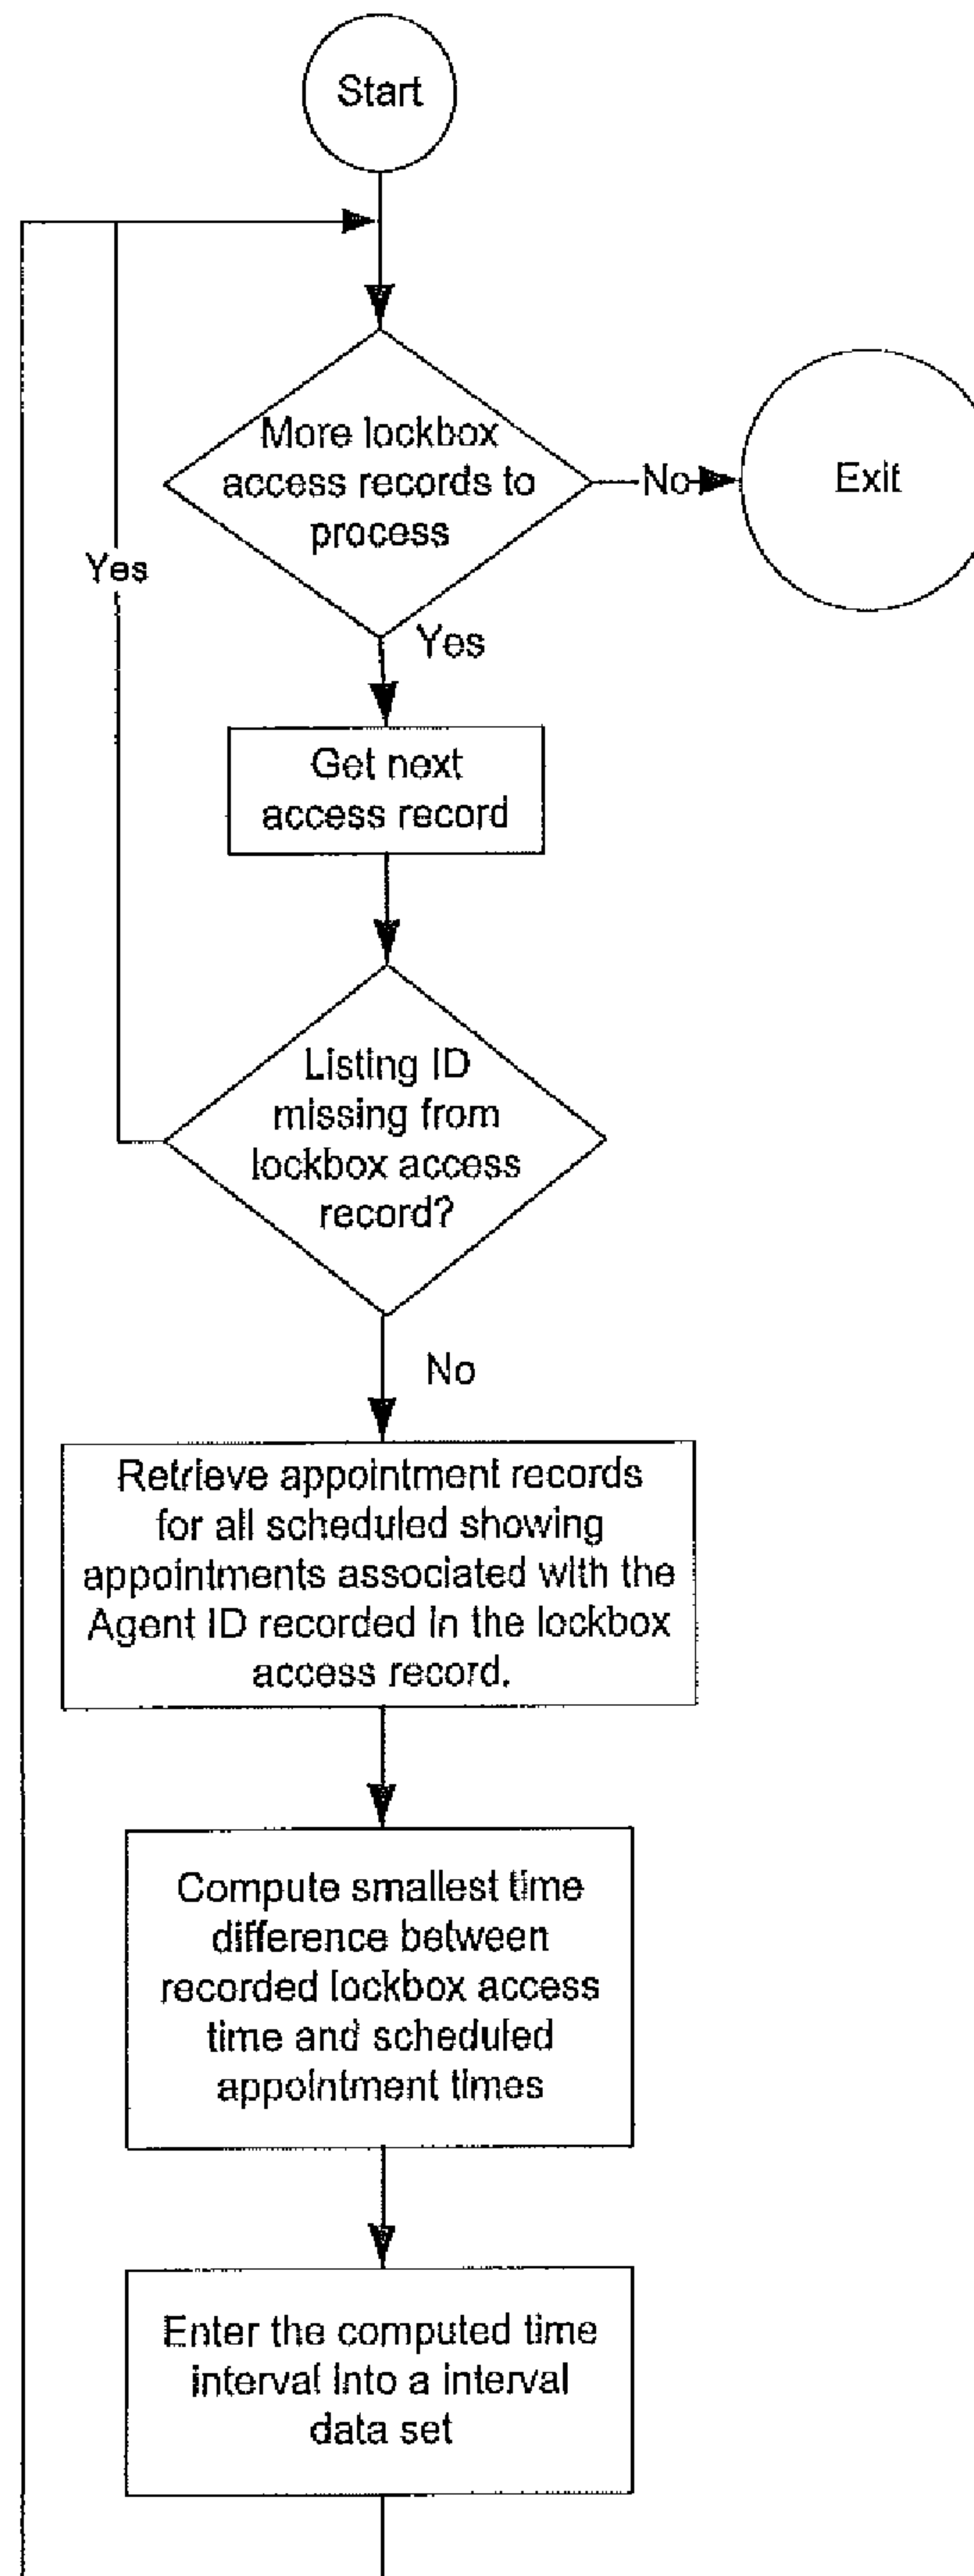 Start
More lockbox
access records to
process
No
Exit
Yes
Yes
Get next
access record
Listing ID
missing from
lockbox access
record?
No
Retrieve appointment records
for all scheduled showing
appointments associated with the
Agent ID recorded in the lockbox
access record.
Compute smallest time
difference between
recorded lockbox access
time and scheduled
appointment times
Enter the computed time
interval into a interval
data set